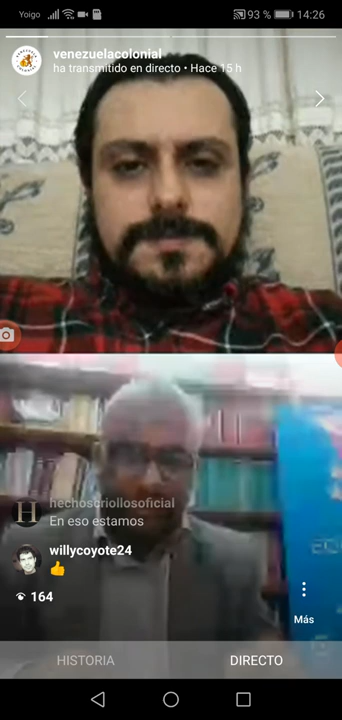 Yoigo
93 %
14:26
venezuelacolonial
ha transmitido en directo • Hace 15 h
hechoscriollosoficial
En eso estamos
willycoyote24
👍
164
Más
HISTORIA
DIRECTO